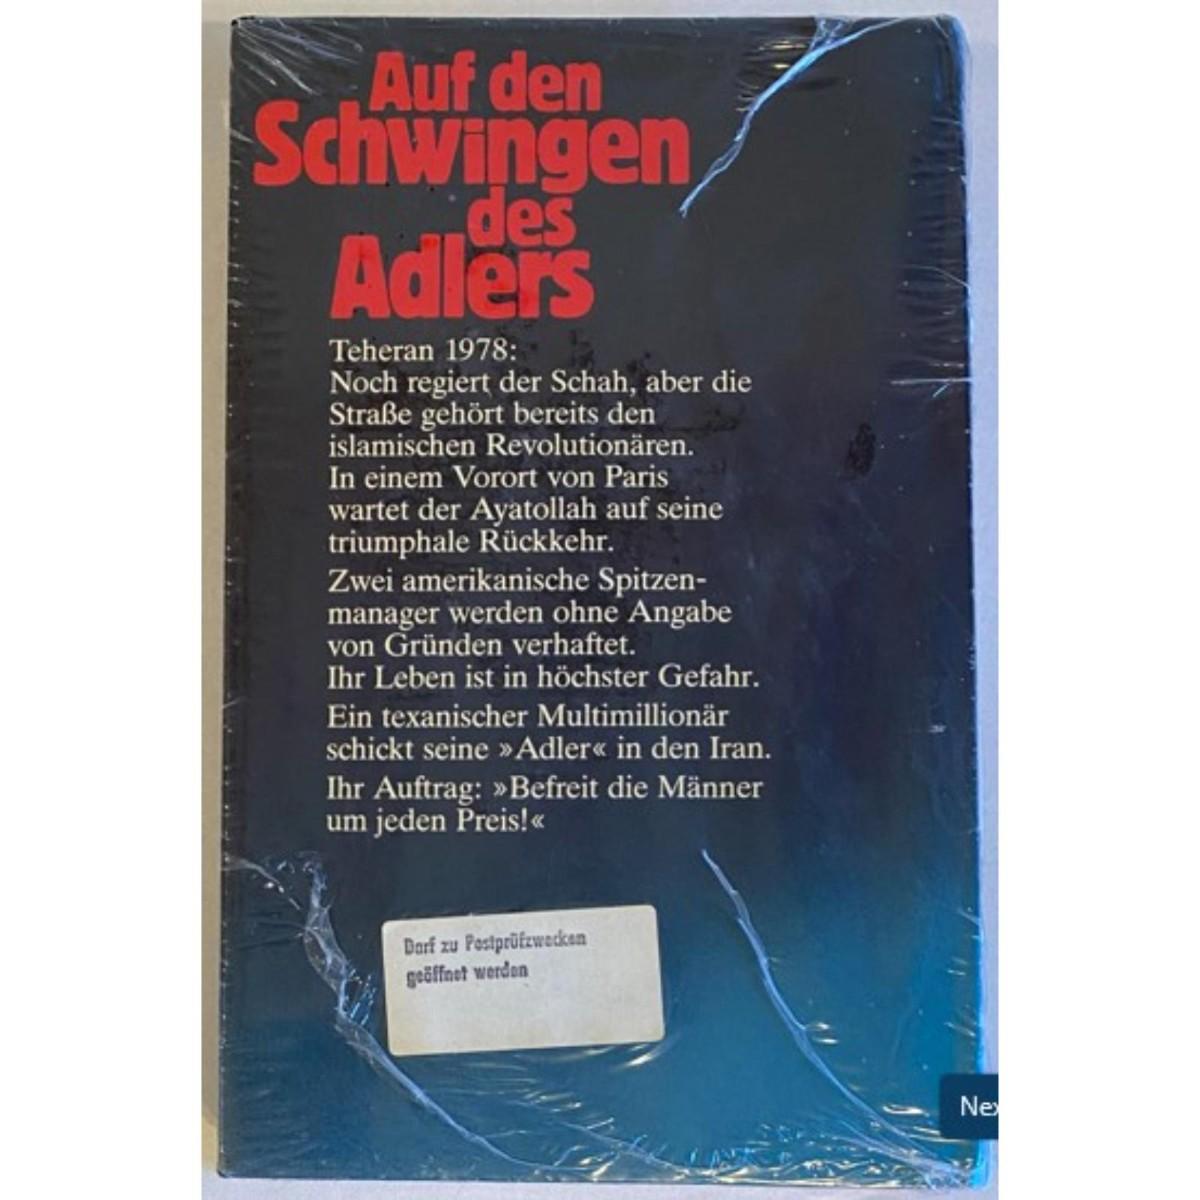 Auf den
Schwingen
des
Adlers
Teheran 1978:
Noch regiert der Schah, aber die
Straße gehört bereits den
islamischen Revolutionären.
In einem Vorort von Paris
wartet der Ayatollah auf seine
triumphale Rückkehr.
Zwei amerikanische Spitzen-
manager werden ohne Angabe
von Gründen verhaftet.
Ihr Leben ist in höchster Gefahr.
Ein texanischer Multimillionär
schickt seine »Adler« in den Iran.
Ihr Auftrag: »Befreit die Männer
um jeden Preis!«
Darf zu Postprüfzwecken
geöffnet werden